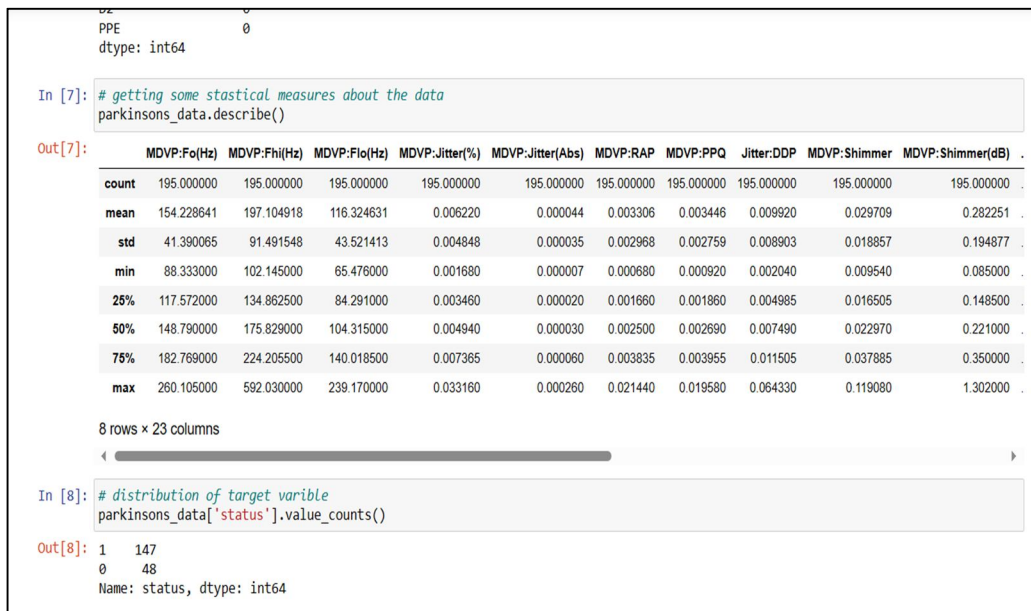 D2 0
PPE 0
dtype: int64
In [7]: # getting some stastical measures about the data
parkinsons_data.describe()
Out[7]:
MDVP:Fo(Hz) MDVP:Fhi(Hz) MDVP:Flo(Hz) MDVP:Jitter(%) MDVP:Jitter(Abs) MDVP:RAP MDVP:PPQ Jitter:DDP MDVP:Shimmer MDVP:Shimmer(dB) .
count 195.000000 195.000000 195.000000 195.000000 195.000000 195.000000 195.000000 195.000000 195.000000 195.000000 .
mean 154.228641 197.104918 116.324631 0.006220 0.000044 0.003306 0.003446 0.009920 0.029709 0.282251 .
std 41.390065 91.491548 43.521413 0.004848 0.000035 0.002968 0.002759 0.008903 0.018857 0.194877 .
min 88.333000 102.145000 65.476000 0.001680 0.000007 0.000680 0.000920 0.002040 0.009540 0.085000 .
25% 117.572000 134.862500 84.291000 0.003460 0.000020 0.001660 0.001860 0.004985 0.016505 0.148500 .
50% 148.790000 175.829000 104.315000 0.004940 0.000030 0.002500 0.002690 0.007490 0.022970 0.221000 .
75% 182.769000 224.205500 140.018500 0.007365 0.000060 0.003835 0.003955 0.011505 0.037885 0.350000 .
max 260.105000 592.030000 239.170000 0.033160 0.000260 0.021440 0.019580 0.064330 0.119080 1.302000 .
8 rows × 23 columns
In [8]: # distribution of target varible
parkinsons_data['status'].value_counts()
Out[8]: 1 147
0 48
Name: status, dtype: int64